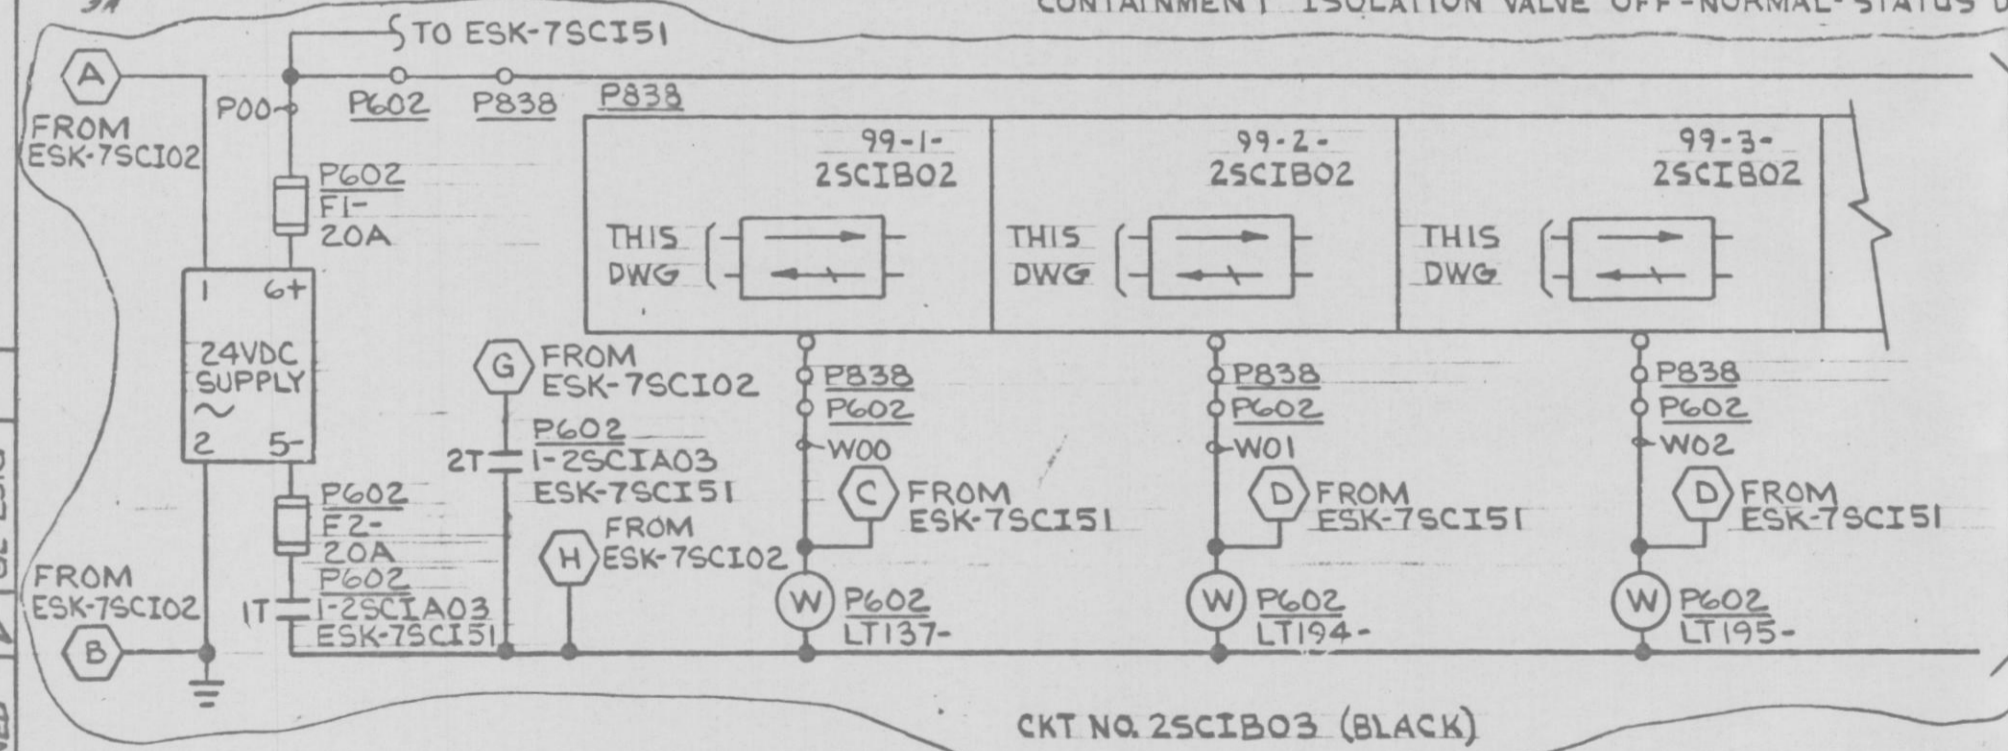 CONTAINMENT ISOLATION VALVE OFF-NORMAL-STATUS
TO ESK-7SCI51
A
FROM
ESK-7SCI02
P00
P602
P838
P838
P602
F1-
20A
1
6+
24VDC
SUPPLY
~
2
5-
P602
F2-
20A
P602
1T
1-2SCIA03
ESK-7SCI51
FROM
ESK-7SCI02
B
G
FROM
ESK-7SCI02
P602
2T
1-2SCIA03
ESK-7SCI51
H
FROM
ESK-7SCI02
99-1-
2SCIB02
THIS
DWG
P838
P602
W00
C
FROM
ESK-7SCI51
W
P602
LT137-
99-2-
2SCIB02
THIS
DWG
P838
P602
W01
D
FROM
ESK-7SCI51
W
P602
LT194-
99-3-
2SCIB02
THIS
DWG
P838
P602
W02
D
FROM
ESK-7SCI51
W
P602
LT195-
CKT NO. 2SCIB03 (BLACK)